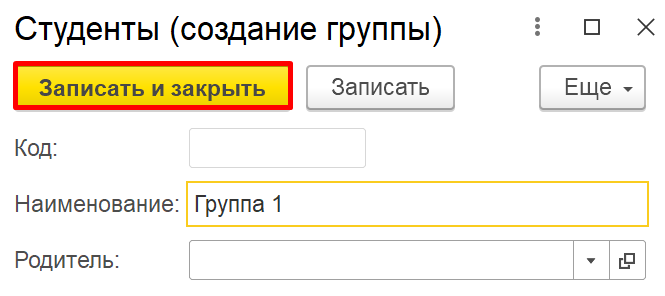 Студенты (создание группы)
Записать и закрыть Записать Еще
Код:
Наименование: Группа 1
Родитель: